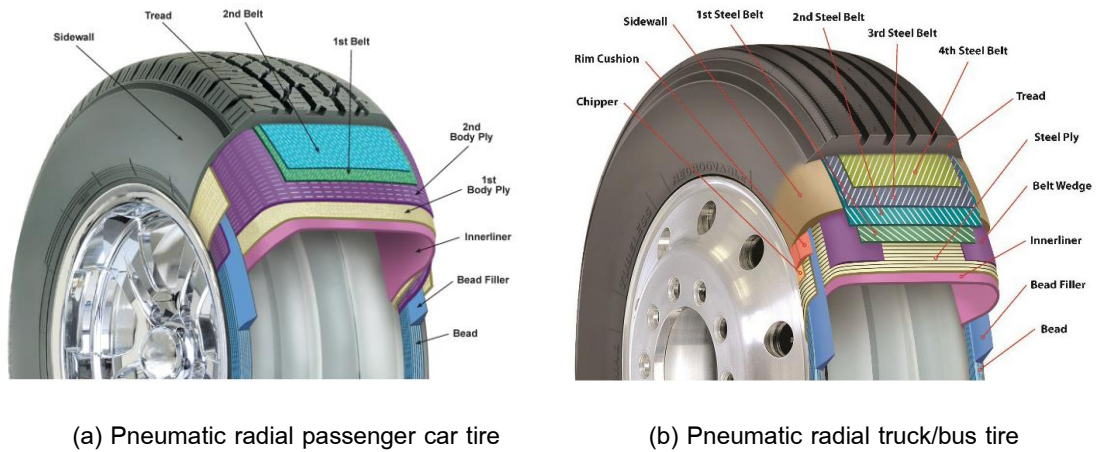 Tread
2nd Belt
Sidewall
1st Belt
2nd
Body Ply
1st
Body Ply
Innerliner
Bead Filler
Bead
(a) Pneumatic radial passenger car tire
1st Steel Belt
2nd Steel Belt
Sidewall
3rd Steel Belt
4th Steel Belt
Rim Cushion
Chipper
Tread
Steel Ply
Belt Wedge
Innerliner
Bead Filler
Bead
REGROOVABLE
TUBELESS
(b) Pneumatic radial truck/bus tire